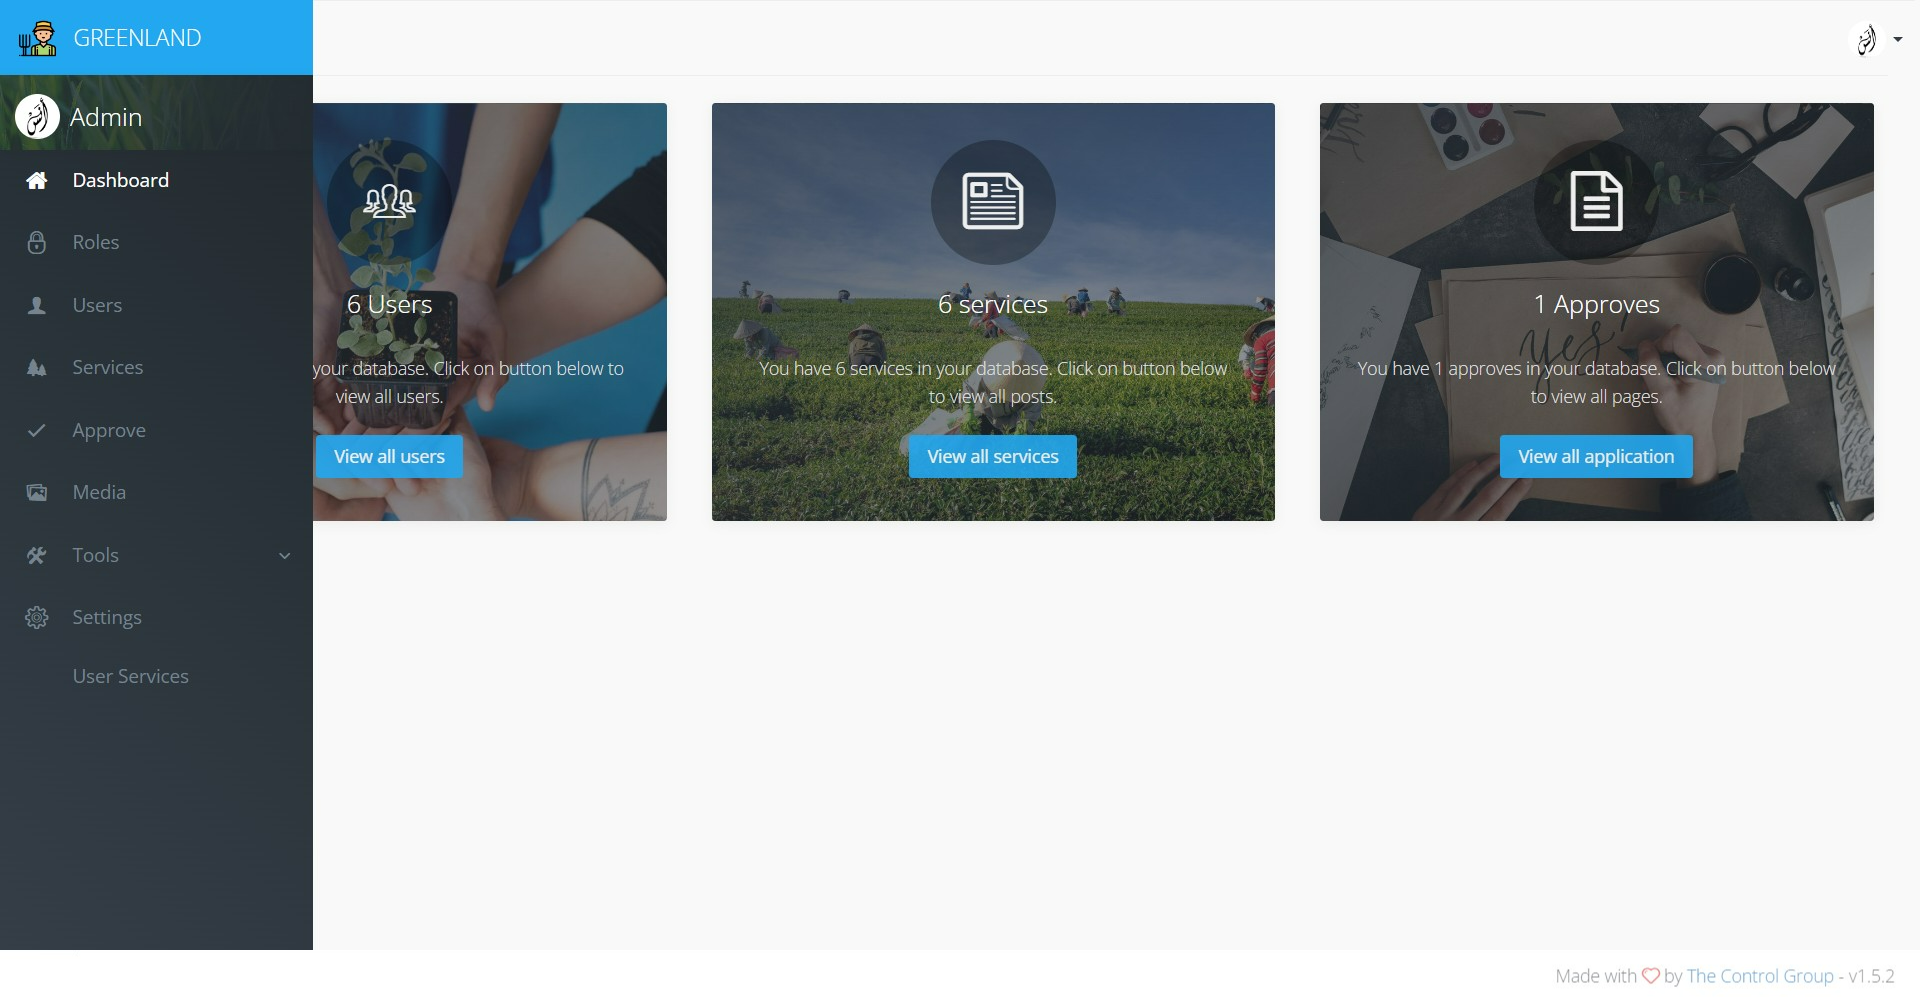 GREENLAND
Admin
Dashboard
Roles
Users
Services
Approve
Media
Tools
Settings
User Services
6 Users
your database. Click on button below to
view all users.
View all users
6 services
You have 6 services in your database. Click on button below
to view all posts.
View all services
1 Approves
yes!
You have 1 approves in your database. Click on button below
to view all pages.
View all application
Made with by The Control Group - v1.5.2